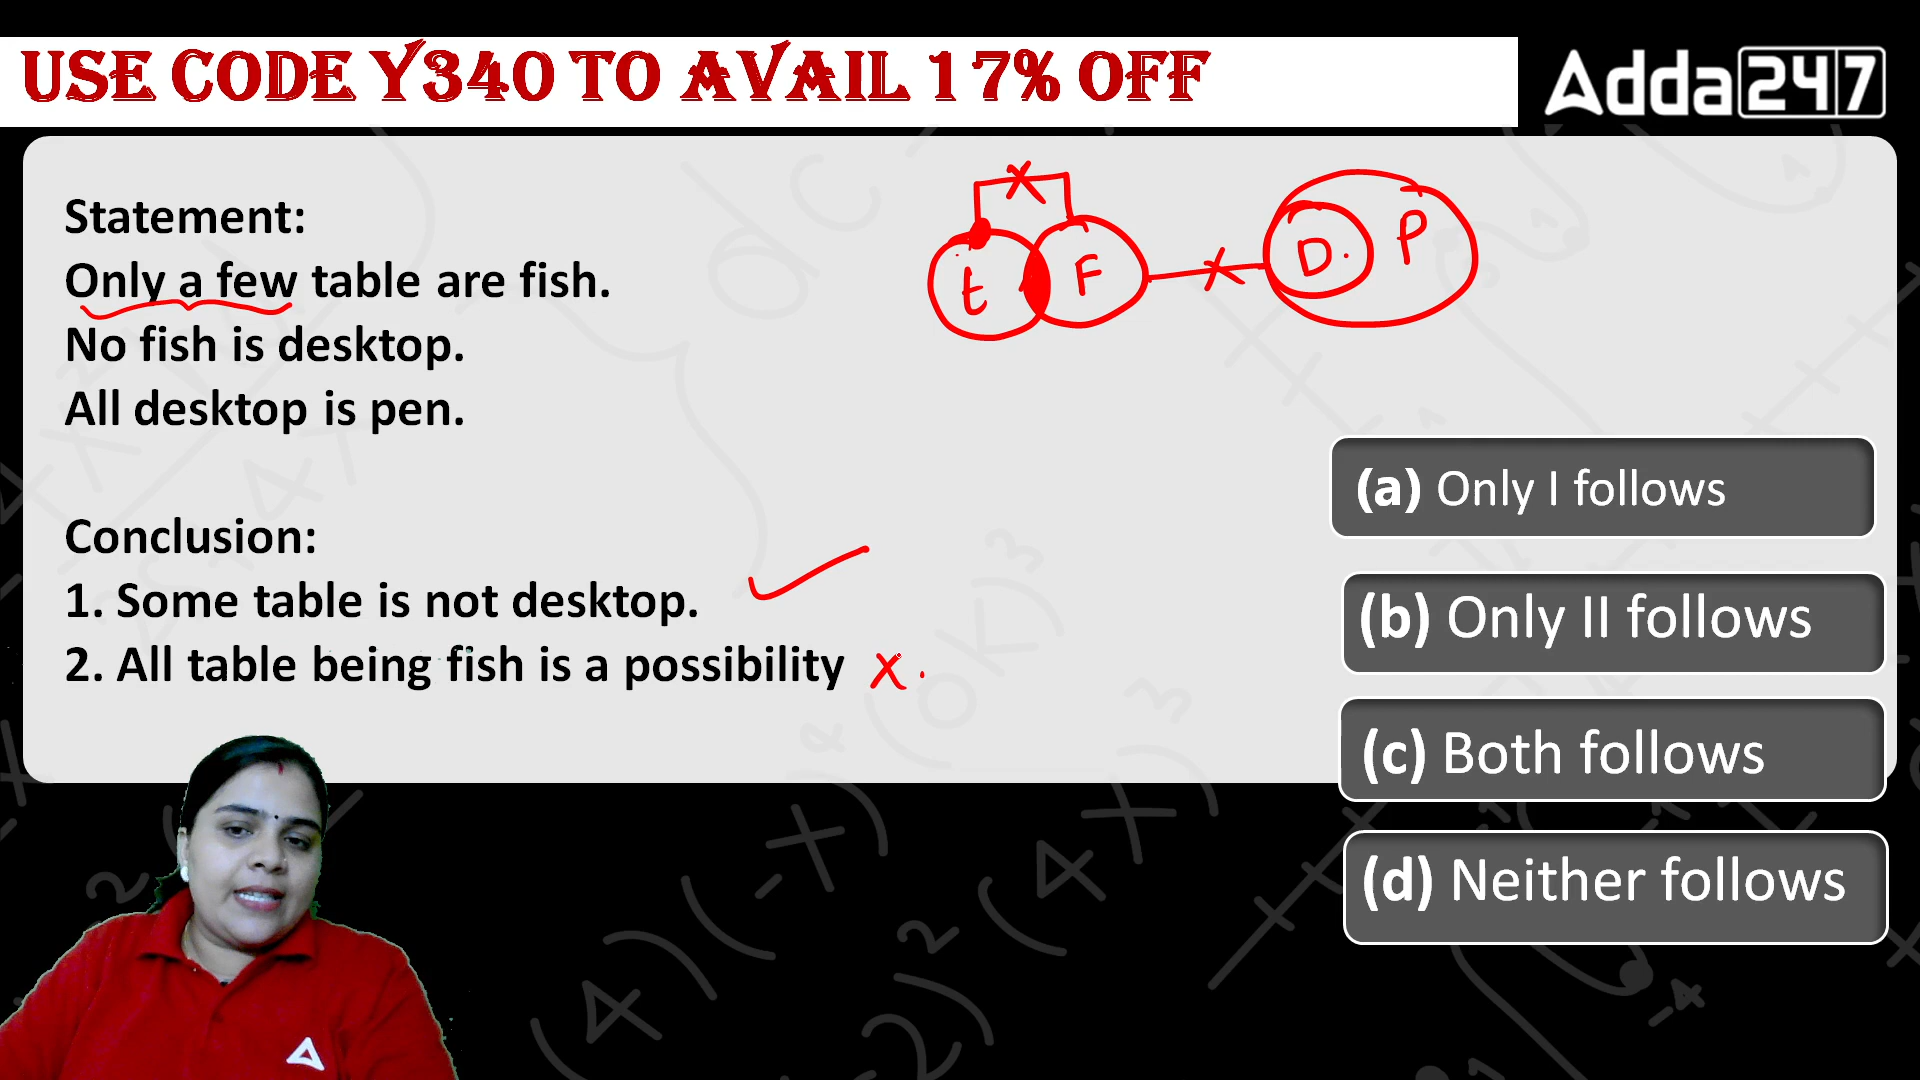 USE CODE Y340 TO AVAIL 17% OFF
Adda247
Statement:
Only a few table are fish.
No fish is desktop.
All desktop is pen.
Conclusion:
1. Some table is not desktop.
2. All table being fish is a possibility
t F D. P
(a) Only I follows
(b) Only II follows
(c) Both follows
(d) Neither follows